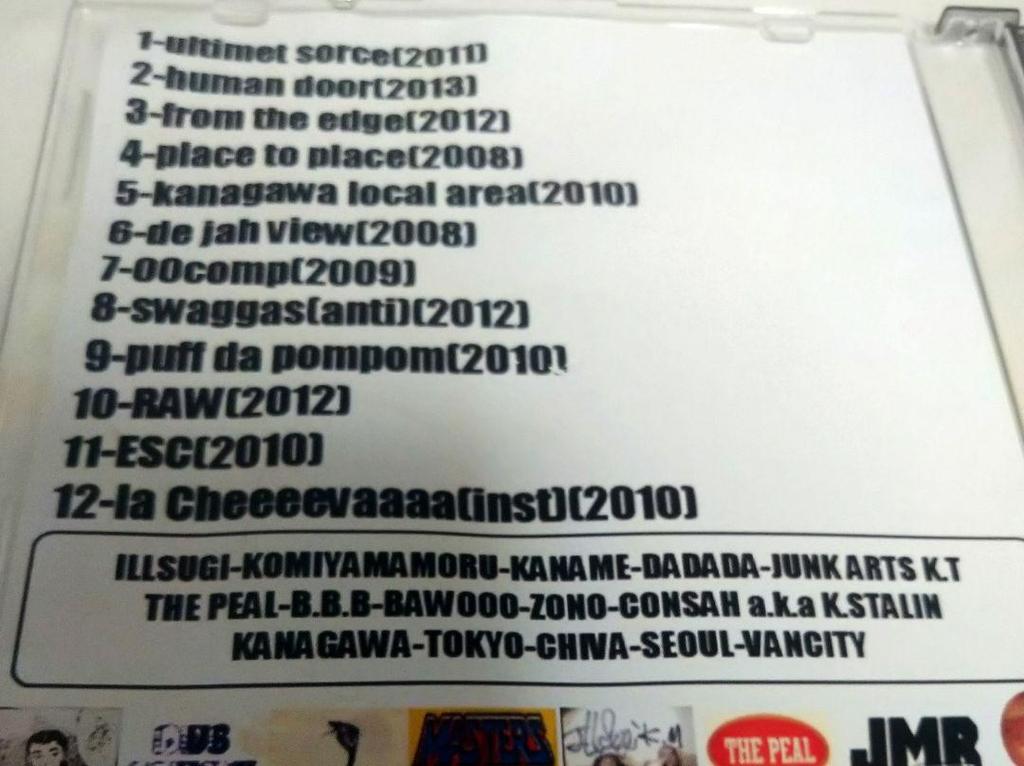 1-ultimet sorce(2011)
2-human door(2013)
3-from the edge(2012)
4-place to place(2008)
5-kanagawa local area(2010)
6-de jah view(2008)
7-00comp(2009)
8-swaggas(anti)(2012)
9-puff da pompom(2010)
10-RAW(2012)
11-ESC(2010)
12-la Cheeeevaaaa(inst)(2010)
ILLSUGI-KOMIYAMAMORU-KANAME-DADADA-JUNK ARTS K.T
THE PEAL-B.B.B-BAWOOO-ZONO-CONSAH a.k.a K.STALIN
KANAGAWA-TOKYO-CHIVA-SEOUL-VANCITY
MASTERS THE PEAL JMR